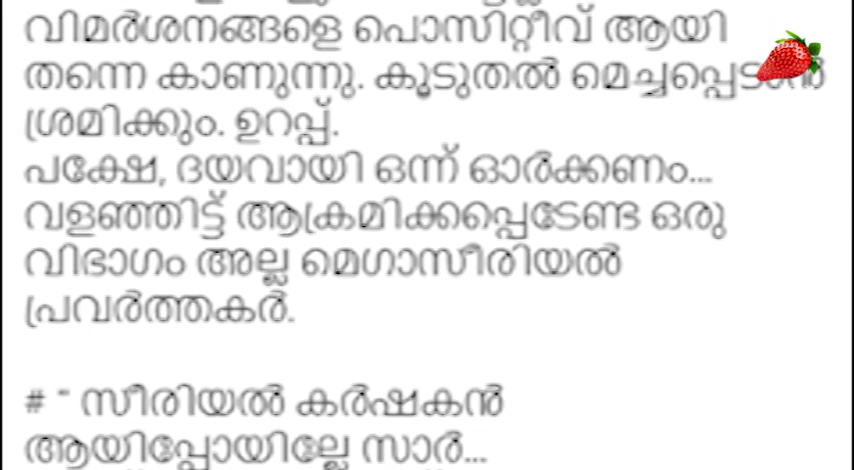 വിമർശനങ്ങളെ പൊസിറ്റീവ് ആയി
തന്നെ കാണുന്നു. കൂടുതൽ മെച്ചപ്പെടാൻ
ശ്രമിക്കും. ഉറപ്പ്.
പക്ഷേ, ദയവായി ഒന്ന് ഓർക്കണം...
വളഞ്ഞിട്ട് ആക്രമിക്കപ്പെടേണ്ട ഒരു
വിഭാഗം അല്ല മെഗാസീരിയൽ
പ്രവർത്തകർ.
# " സീരിയൽ കർഷകൻ
ആയിപ്പോയില്ലേ സാർ...